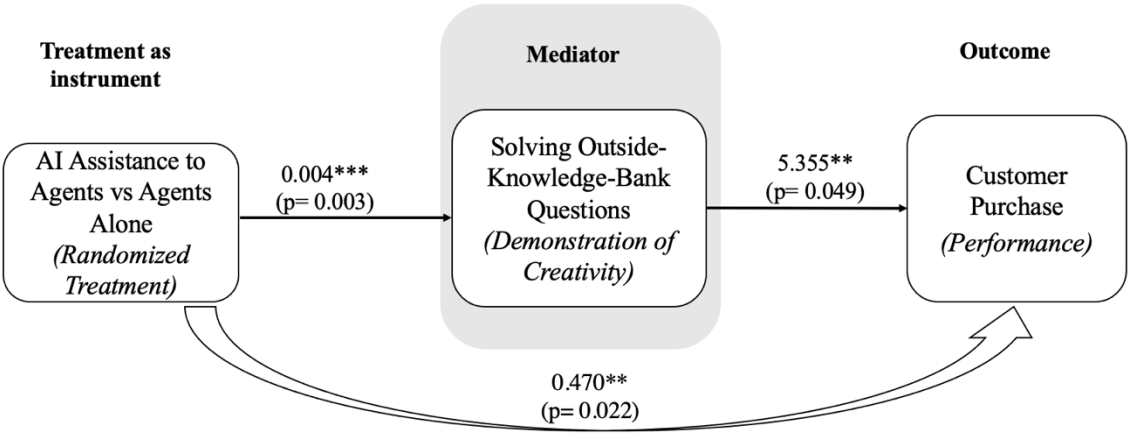 Treatment as
instrument
Mediator
Outcome
AI Assistance to
Agents vs Agents
Alone
(Randomized
Treatment)
0.004***
(p= 0.003)
Solving Outside-
Knowledge-Bank
Questions
(Demonstration of
Creativity)
5.355**
(p= 0.049)
Customer
Purchase
(Performance)
0.470**
(p= 0.022)